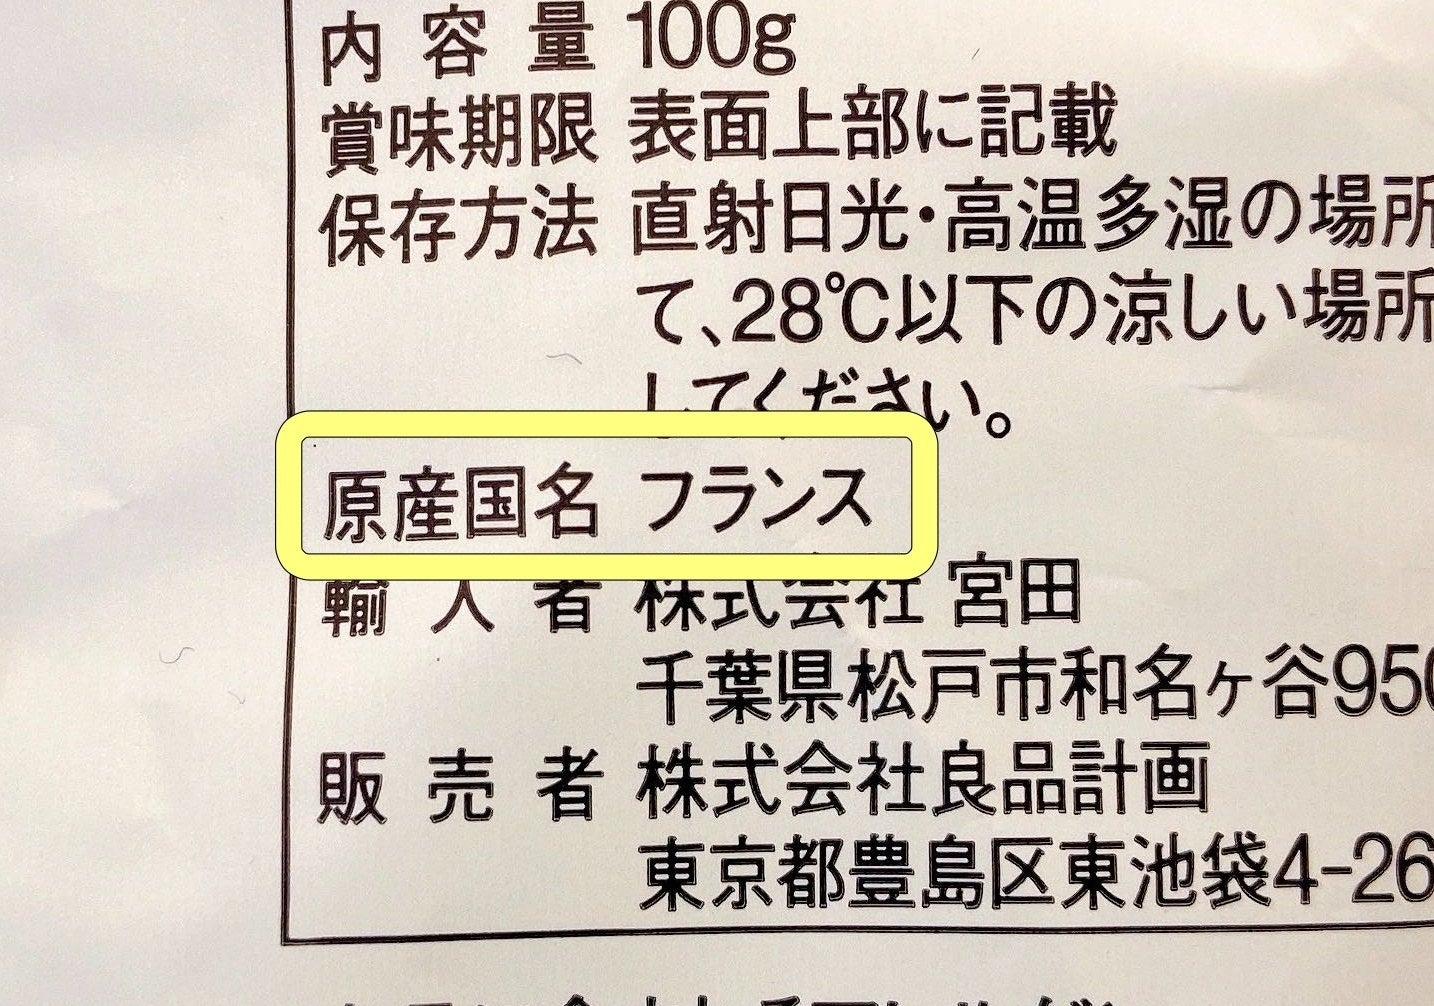 内容量 100g
賞味期限 表面上部に記載
保存方法 直射日光・高温多湿の場所
て、28℃以下の涼しい場所
してください。
原産国名 フランス
輸入者 株式会社 宮田
千葉県松戸市和名ヶ谷950
販売者 株式会社良品計画
東京都豊島区東池袋4-26